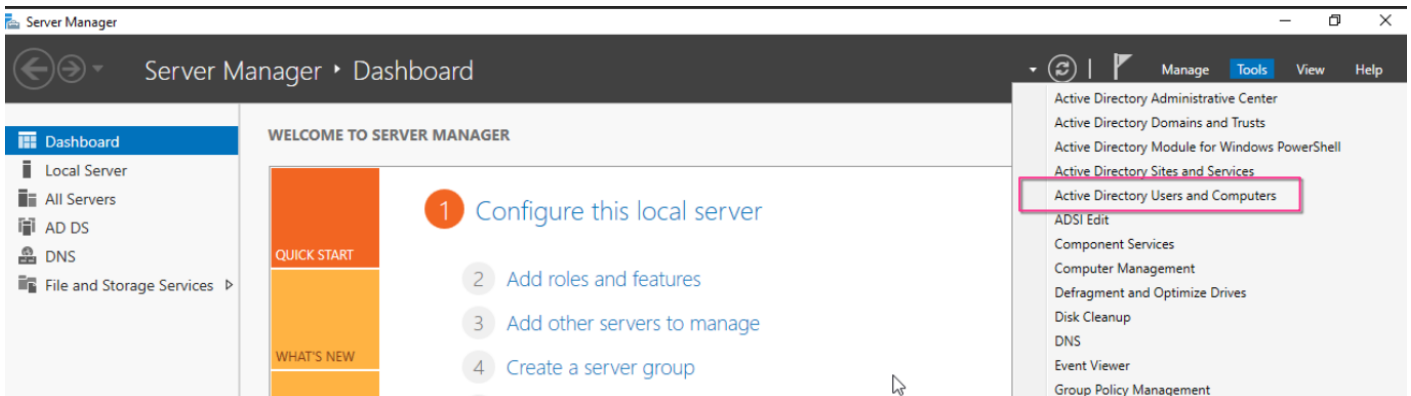 Server Manager
Server Manager ‣ Dashboard
Manage Tools View Help
Dashboard
Local Server
All Servers
AD DS
DNS
File and Storage Services
WELCOME TO SERVER MANAGER
QUICK START
WHAT'S NEW
1 Configure this local server
2 Add roles and features
3 Add other servers to manage
4 Create a server group
Active Directory Administrative Center
Active Directory Domains and Trusts
Active Directory Module for Windows PowerShell
Active Directory Sites and Services
Active Directory Users and Computers
ADSI Edit
Component Services
Computer Management
Defragment and Optimize Drives
Disk Cleanup
DNS
Event Viewer
Group Policy Management